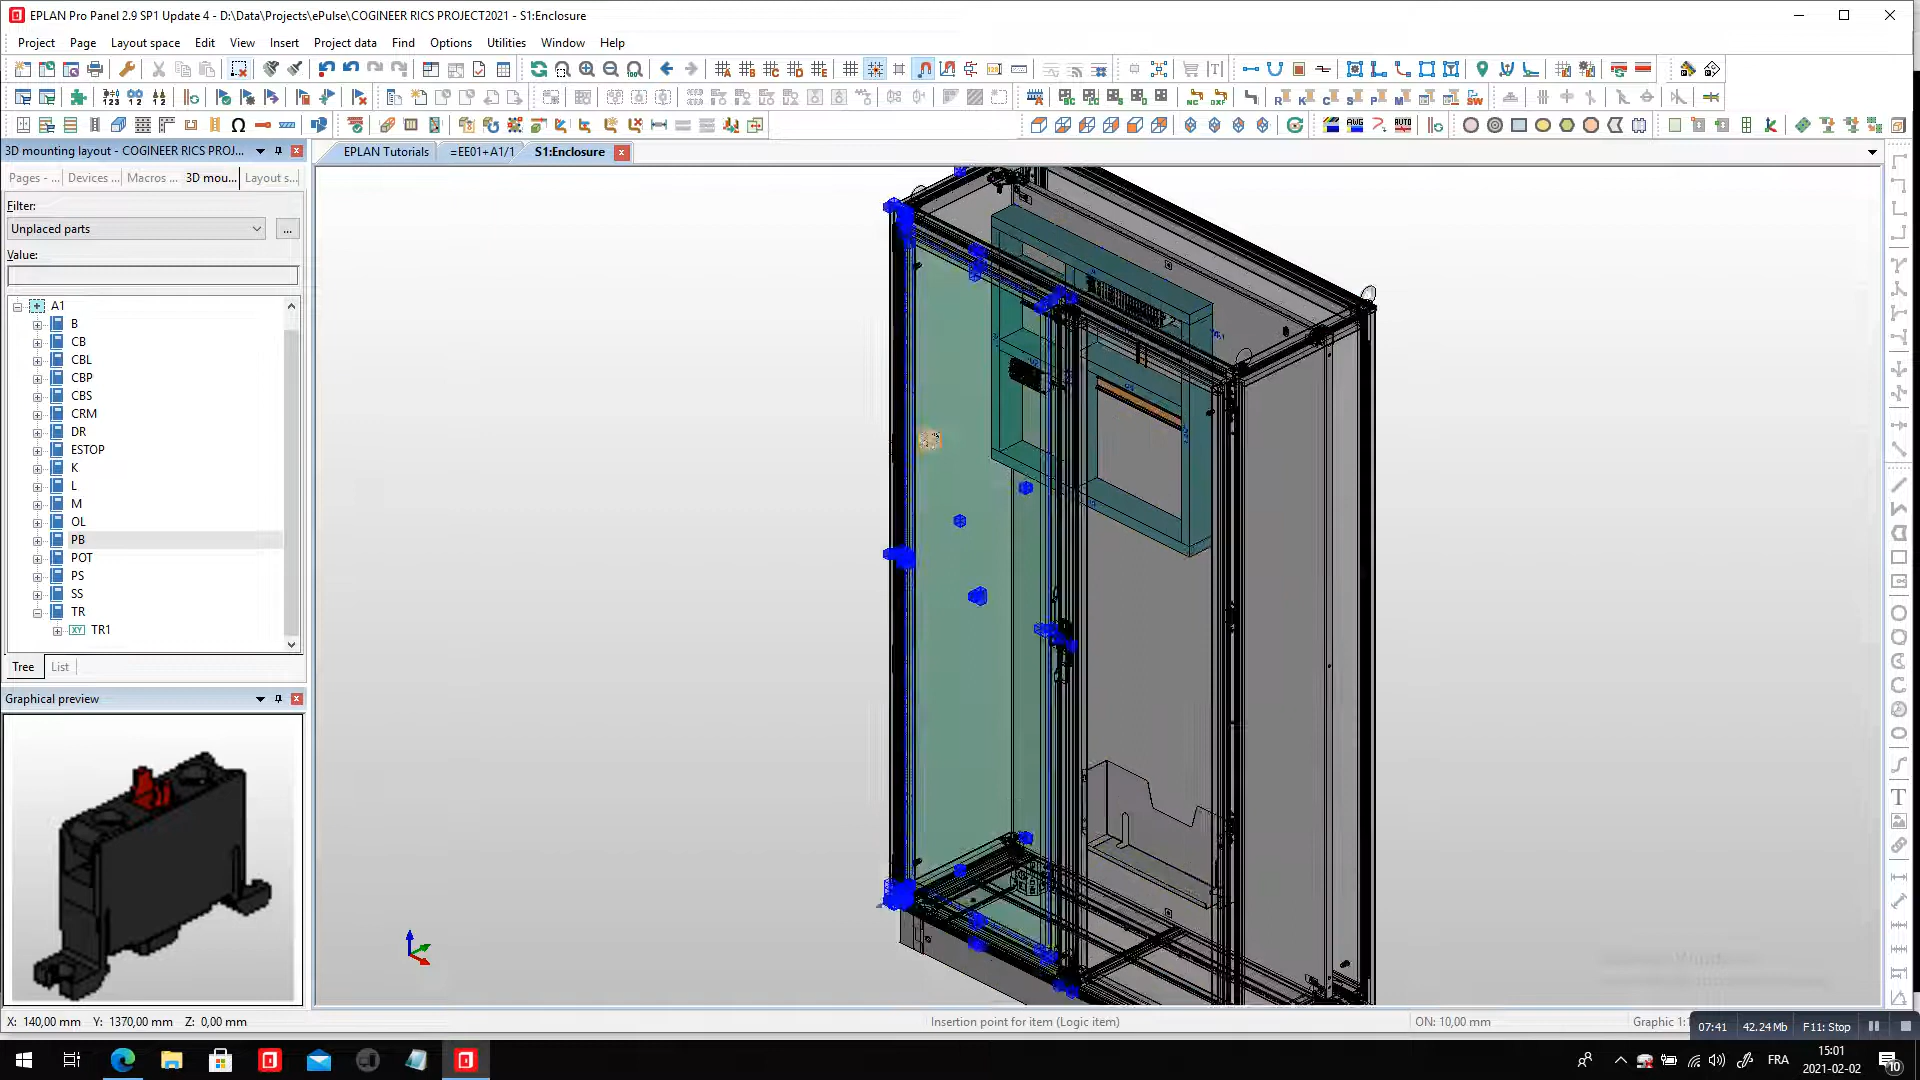 EPLAN Pro Panel 2.9 SP1 Update 4 - D:\Data\Projects\ePulse\COGINEER RICS PROJECT2021 - S1:Enclosure
Project Page Layout space Edit View Insert Project data Find Options Utilities Window Help
3D mounting layout - COGINEER RICS PROJ...
EPLAN Tutorials
=EE01+A1/1
S1:Enclosure
Pages - ... Devices ... Macros ... 3D mou... Layout s...
Filter:
Unplaced parts
...
Value:
A1
B
CB
CBL
CBP
CBS
CRM
DR
ESTOP
K
L
M
OL
PB
POT
PS
SS
TR
TR1
Tree List
Graphical preview
X: 140,00 mm Y: 1370,00 mm Z: 0,00 mm
Insertion point for item (Logic item)
ON: 10,00 mm
Graphic 1:1
07:41 42.24 Mb F11: Stop
FRA
15:01
2021-02-02
10